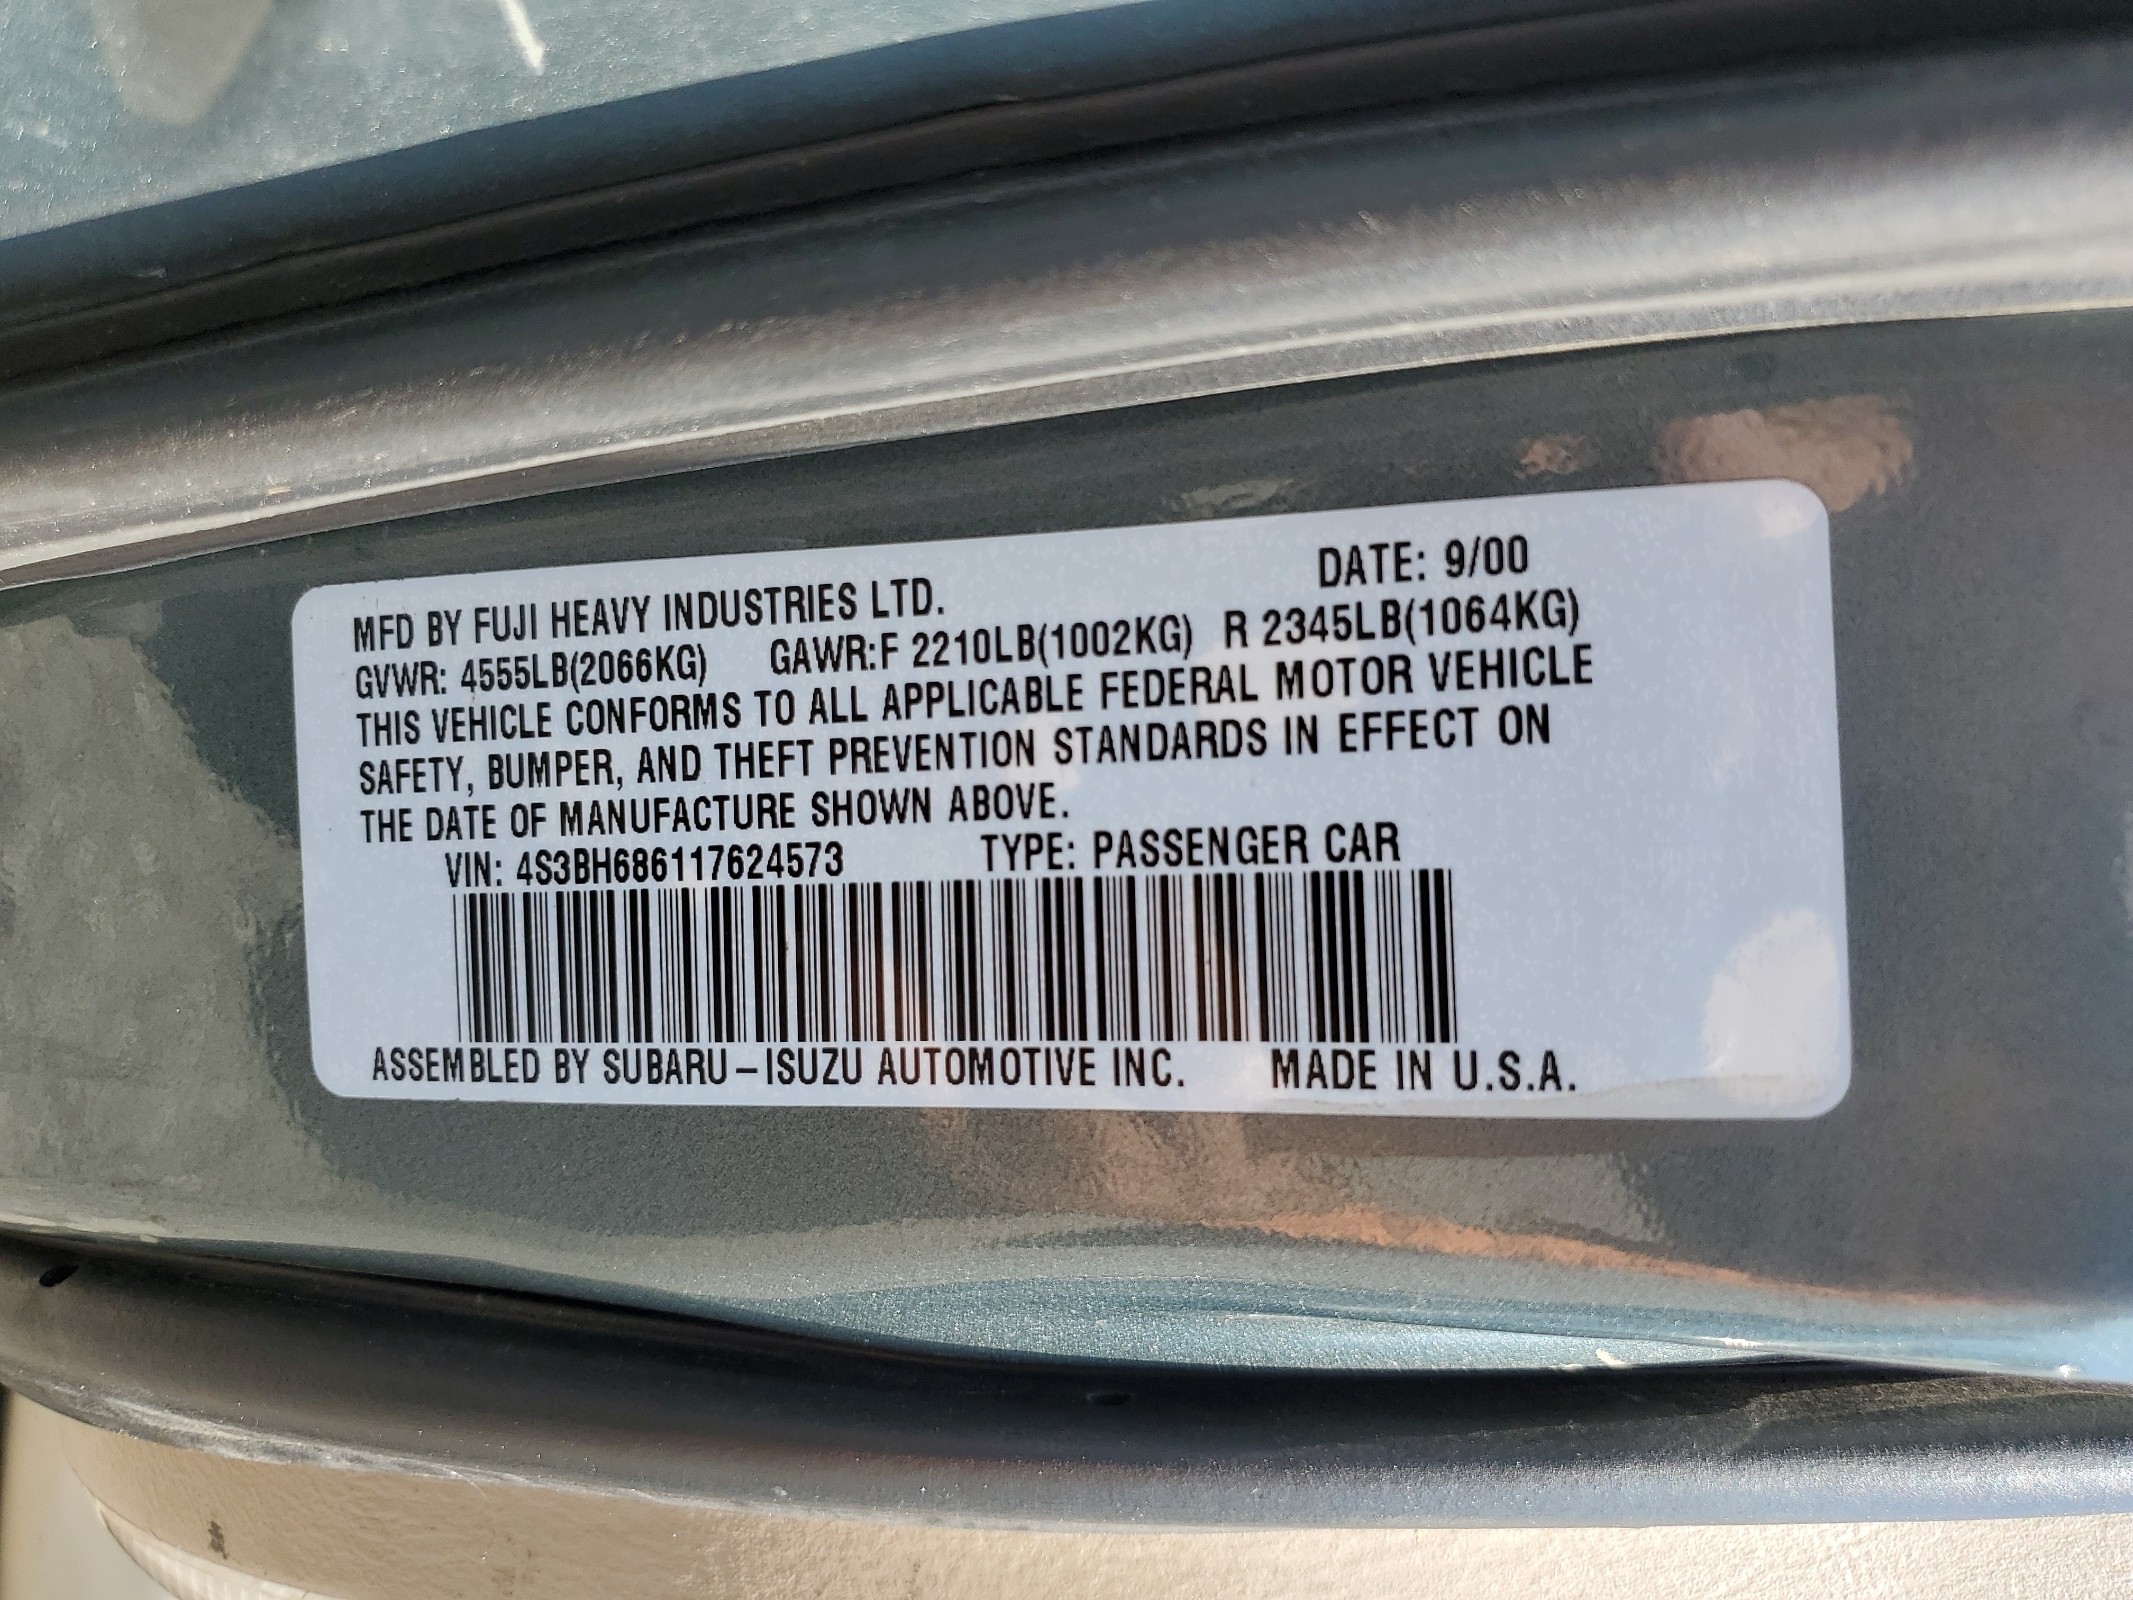 MFD BY FUJI HEAVY INDUSTRIES LTD. DATE: 9/00
GVWR: 4555LB(2066KG) GAWR:F 2210LB(1002KG) R 2345LB(1064KG)
THIS VEHICLE CONFORMS TO ALL APPLICABLE FEDERAL MOTOR VEHICLE
SAFETY, BUMPER, AND THEFT PREVENTION STANDARDS IN EFFECT ON
THE DATE OF MANUFACTURE SHOWN ABOVE.
VIN: 4S3BH686117624573 TYPE: PASSENGER CAR
ASSEMBLED BY SUBARU-ISUZU AUTOMOTIVE INC. MADE IN U.S.A.